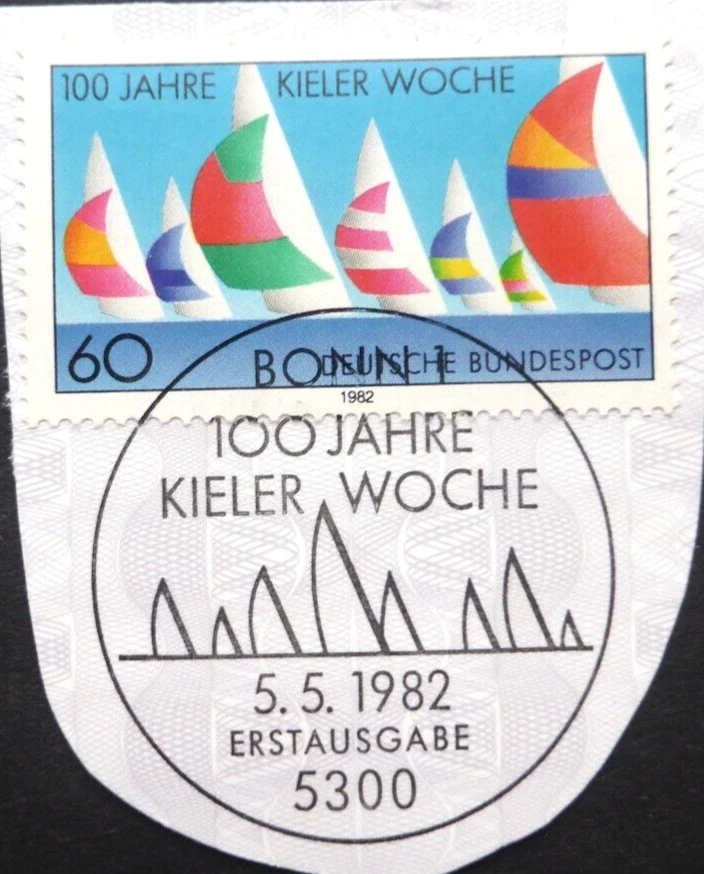 100 JAHRE KIELER WOCHE
60 DEUTSCHE BUNDESPOST
1982
BONN 1
100 JAHRE
KIELER WOCHE
5.5.1982
ERSTAUSGABE
5300